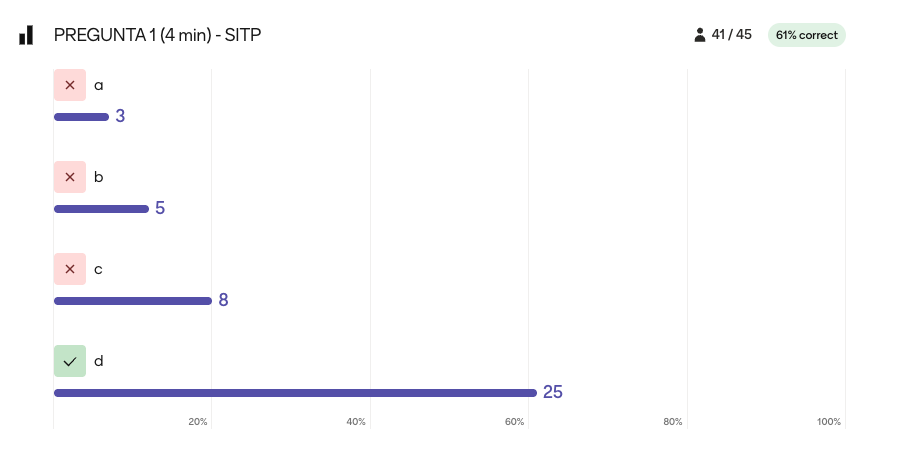 PREGUNTA 1 (4 min) - SITP
41 / 45
61% correct
a
3
b
5
c
8
d
25
20% 40% 60% 80% 100%